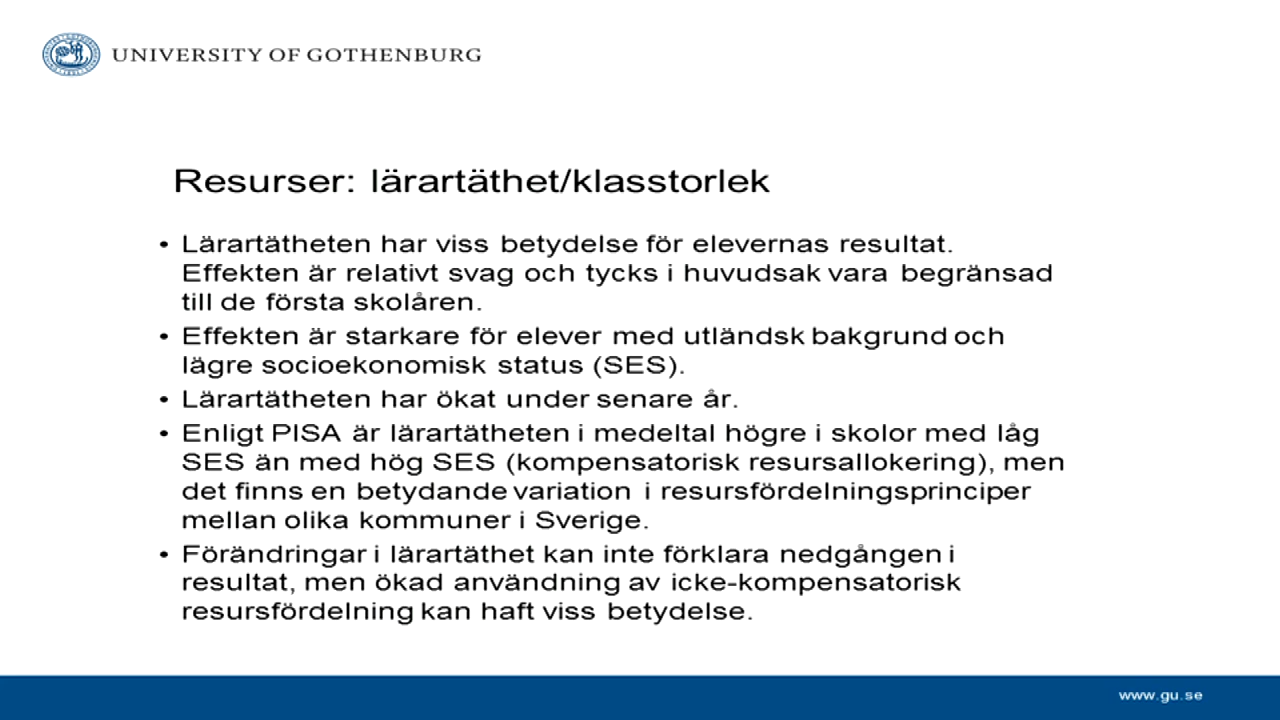 UNIVERSITY OF GOTHENBURG
Resurser: lärartäthet/klasstorlek
• Lärartätheten har viss betydelse för elevernas resultat.
Effekten är relativt svag och tycks i huvudsak vara begränsad
till de första skolåren.
• Effekten är starkare för elever med utländsk bakgrund och
lägre socioekonomisk status (SES).
• Lärartätheten har ökat under senare år.
• Enligt PISA är lärartätheten i medeltal högre i skolor med låg
SES än med hög SES (kompensatorisk resursallokering), men
det finns en betydande variation i resursfördelningsprinciper
mellan olika kommuner i Sverige.
• Förändringar i lärartäthet kan inte förklara nedgången i
resultat, men ökad användning av icke-kompensatorisk
resursfördelning kan haft viss betydelse.
www.gu.se